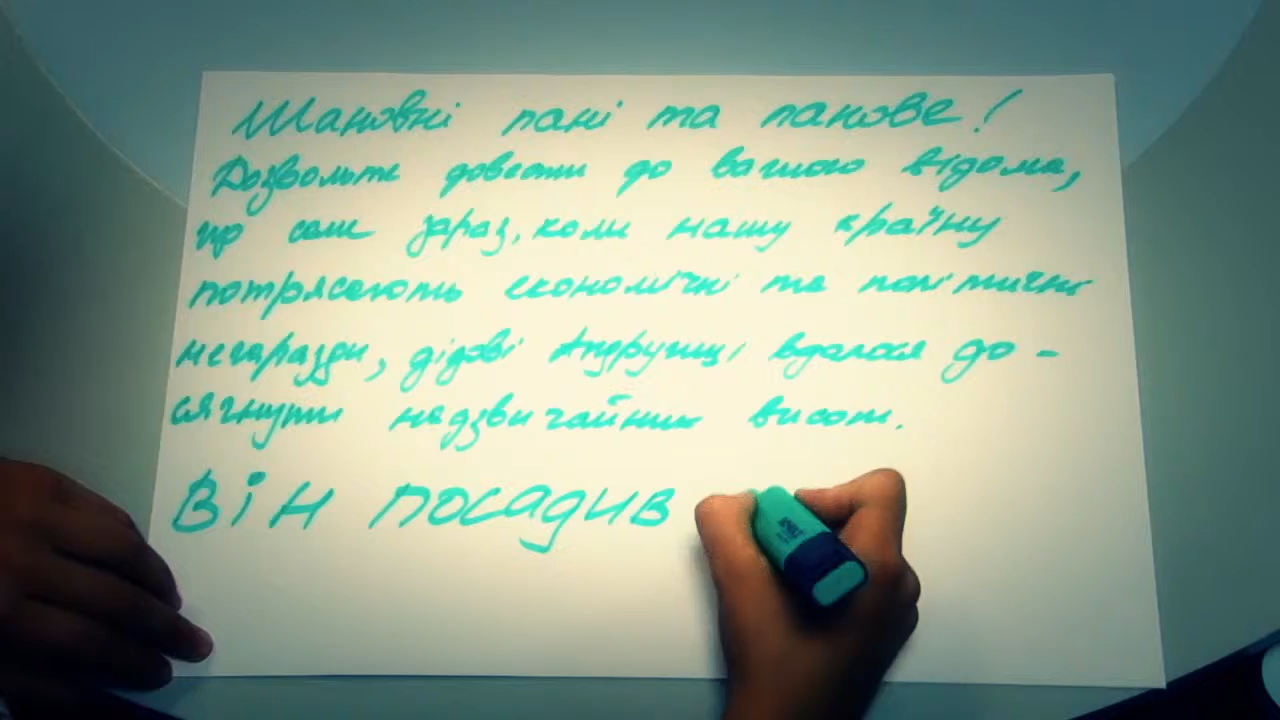 Шановні пані та панове!
Дозвольте довести до вашого відома,
що саме зараз, коли нашу країну
потрясають економічні та політичні
негаразди, дідові Андрущі вдалося до-
сягнути надзвичайних висот.
Він посадив